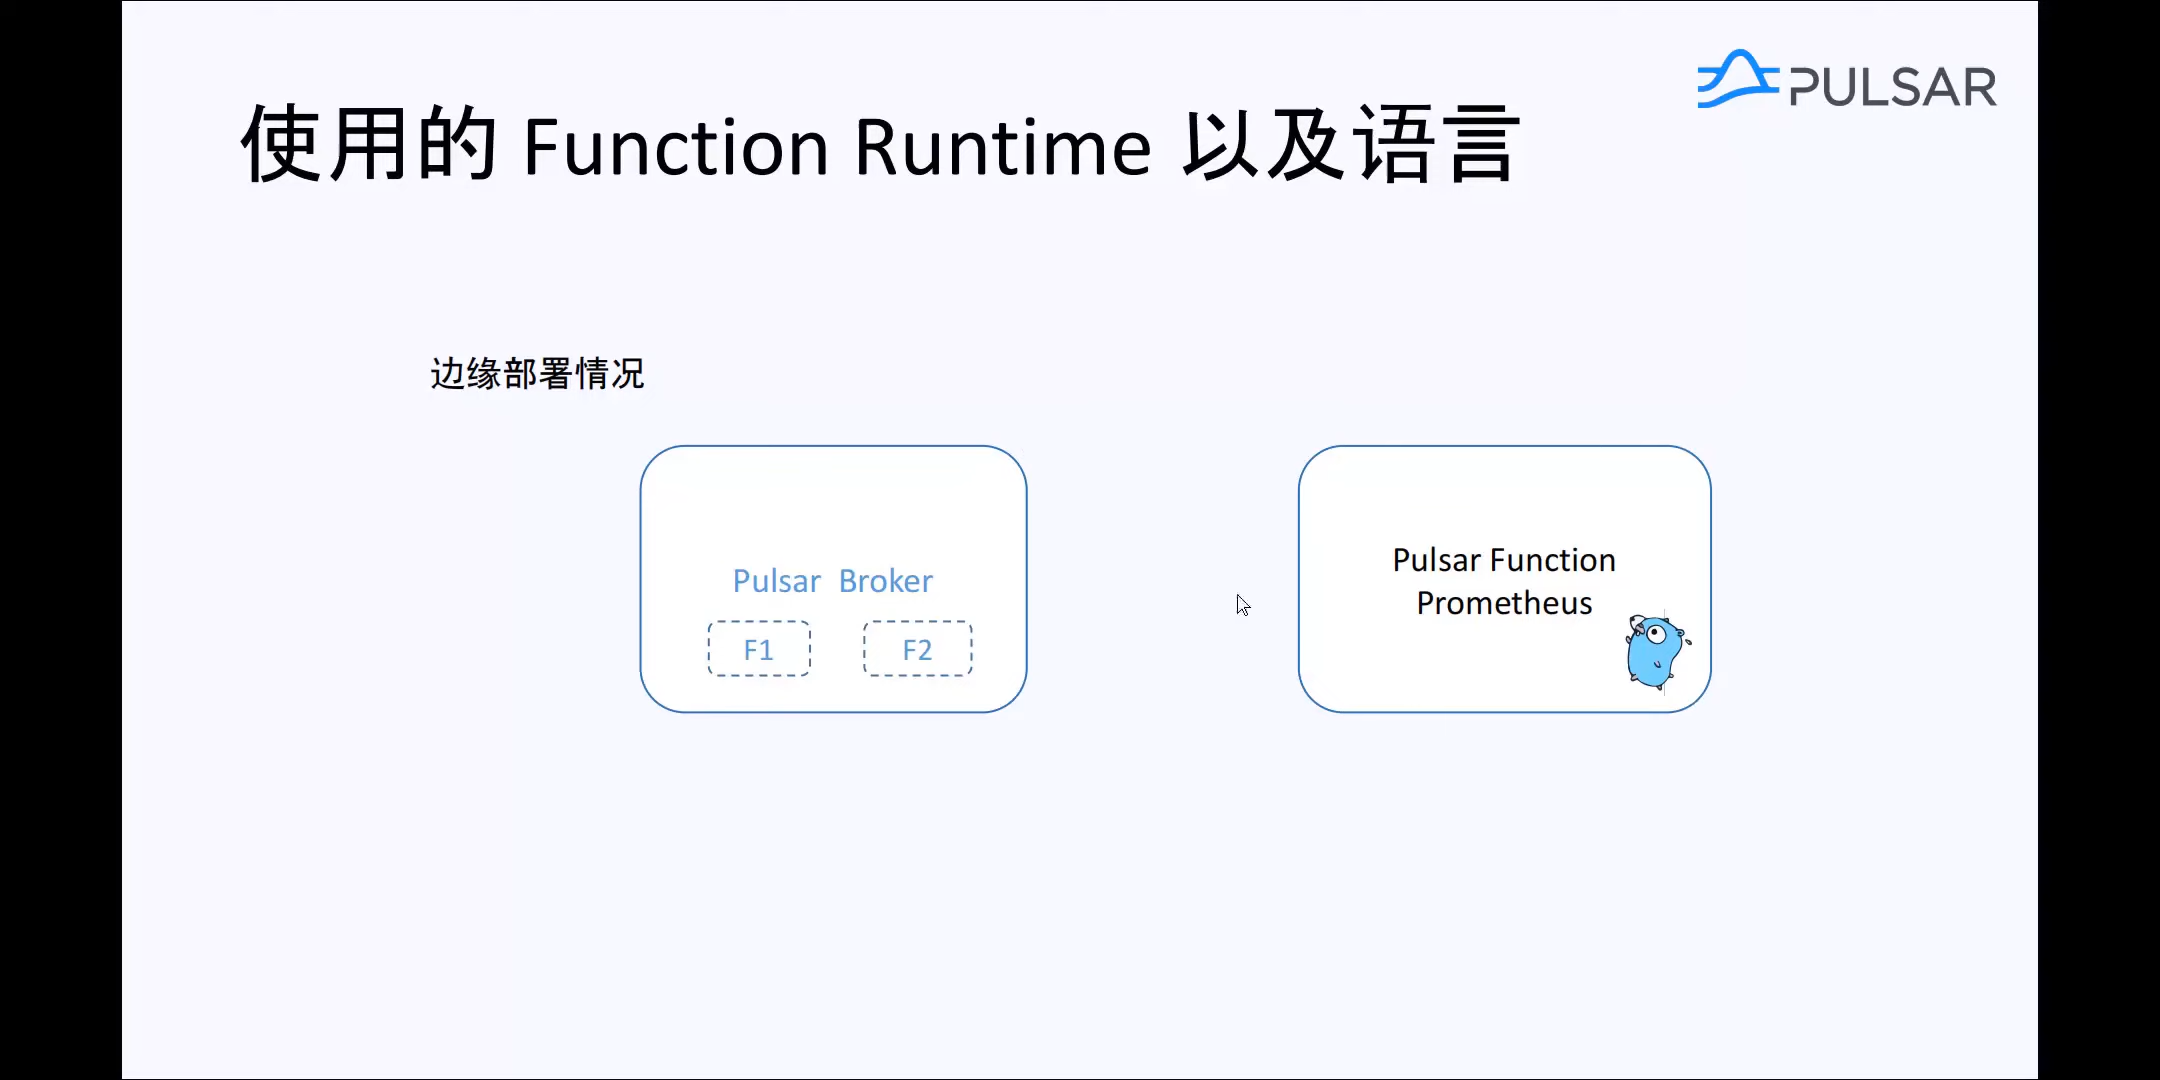 PULSAR
使用的 Function Runtime 以及语言
边缘部署情况
Pulsar Broker
F1
F2
Pulsar Function
Prometheus